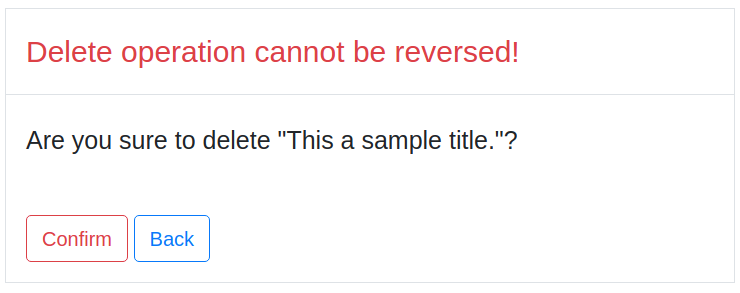 Delete operation cannot be reversed!
Are you sure to delete "This a sample title."?
Confirm Back